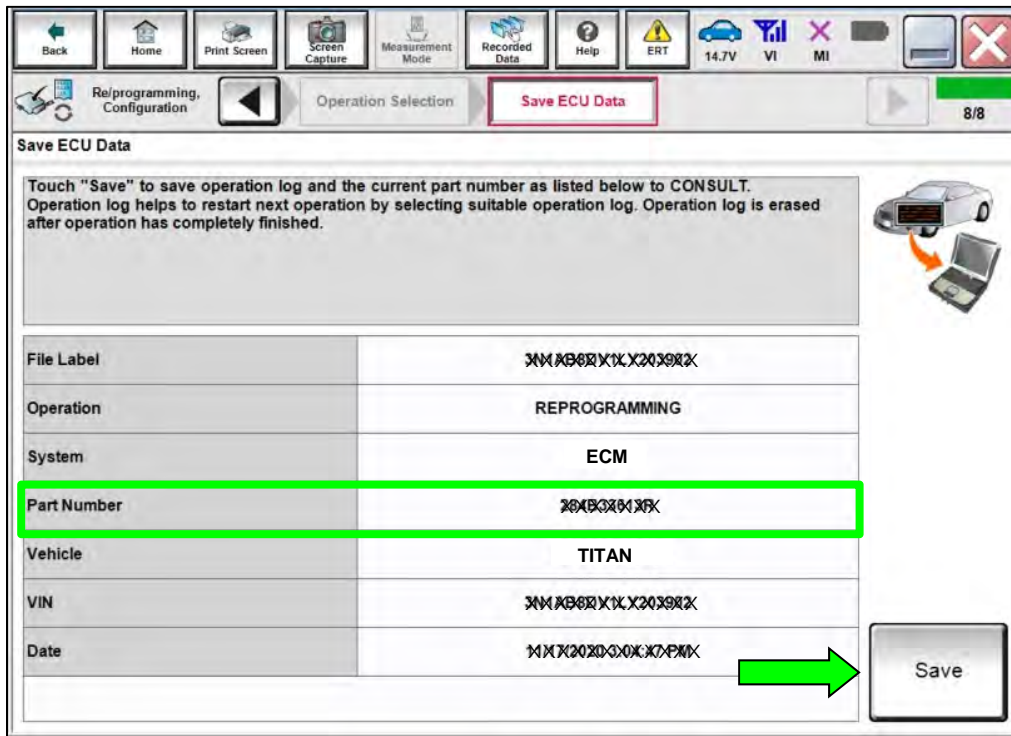 Back
Home
Print Screen
Screen Capture
Measurement Mode
Recorded Data
Help
ERT
14.7V
VI
MI
Re/programming, Configuration
Operation Selection
Save ECU Data
8/8
Save ECU Data
Touch "Save" to save operation log and the current part number as listed below to CONSULT.
Operation log helps to restart next operation by selecting suitable operation log. Operation log is erased
after operation has completely finished.
File Label
Operation REPROGRAMMING
System ECM
Part Number
Vehicle TITAN
VIN
Date
Save